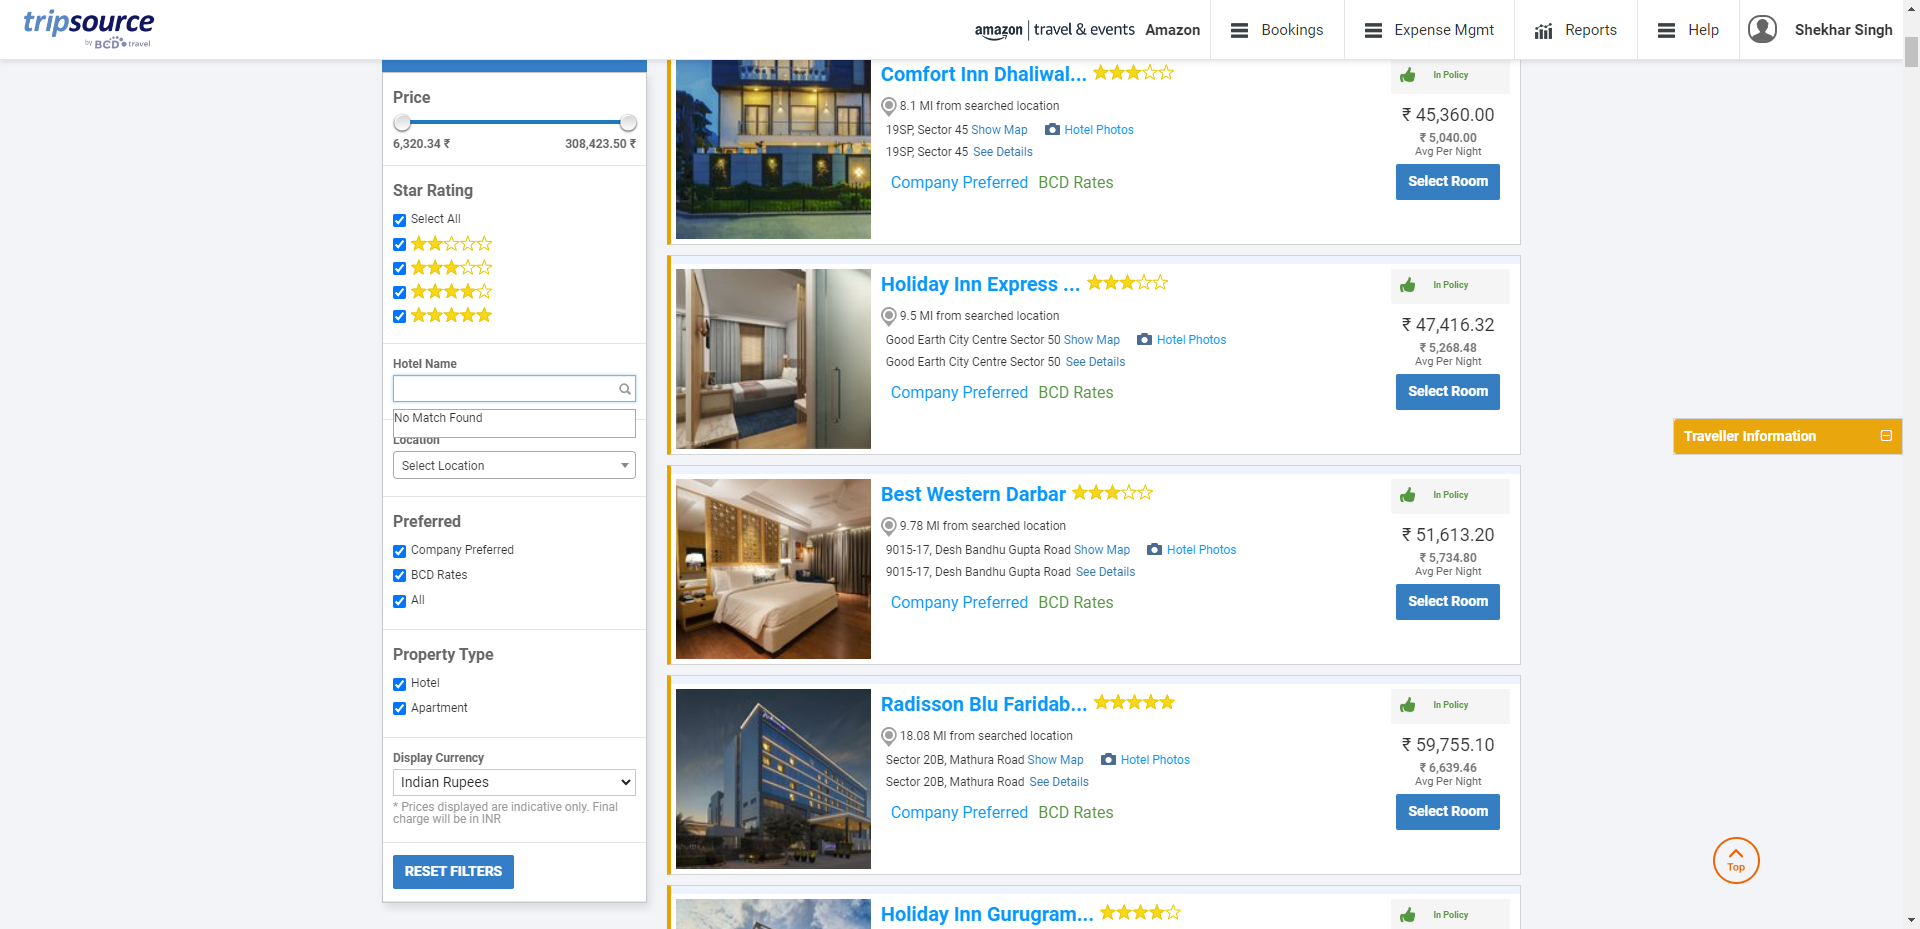 tripsource
by BCD travel
amazon | travel & events Amazon
Bookings
Expense Mgmt
Reports
Help
Shekhar Singh
Price
6,320.34 ₹ 308,423.50 ₹
Star Rating
Select All
Hotel Name
No Match Found
Location
Select Location
Preferred
Company Preferred
BCD Rates
All
Property Type
Hotel
Apartment
Display Currency
Indian Rupees
* Prices displayed are indicative only. Final
charge will be in INR
RESET FILTERS
Comfort Inn Dhaliwal...
8.1 MI from searched location
19SP, Sector 45 Show Map Hotel Photos
19SP, Sector 45 See Details
Company Preferred BCD Rates
In Policy
₹ 45,360.00
₹ 5,040.00
Avg Per Night
Select Room
Holiday Inn Express ...
9.5 MI from searched location
Good Earth City Centre Sector 50 Show Map Hotel Photos
Good Earth City Centre Sector 50 See Details
Company Preferred BCD Rates
In Policy
₹ 47,416.32
₹ 5,268.48
Avg Per Night
Select Room
Best Western Darbar
9.78 MI from searched location
9015-17, Desh Bandhu Gupta Road Show Map Hotel Photos
9015-17, Desh Bandhu Gupta Road See Details
Company Preferred BCD Rates
In Policy
₹ 51,613.20
₹ 5,734.80
Avg Per Night
Select Room
Radisson Blu Faridab...
18.08 MI from searched location
Sector 20B, Mathura Road Show Map Hotel Photos
Sector 20B, Mathura Road See Details
Company Preferred BCD Rates
In Policy
₹ 59,755.10
₹ 6,639.46
Avg Per Night
Select Room
Holiday Inn Gurugram...
In Policy
Traveller Information
Top